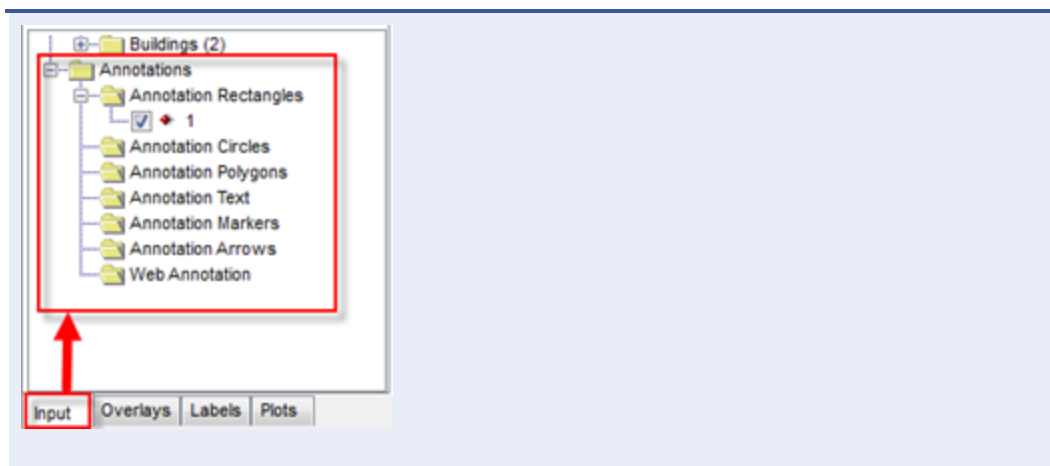 Buildings (2)
Annotations
Annotation Rectangles
1
Annotation Circles
Annotation Polygons
Annotation Text
Annotation Markers
Annotation Arrows
Web Annotation
Input Overlays Labels Plots